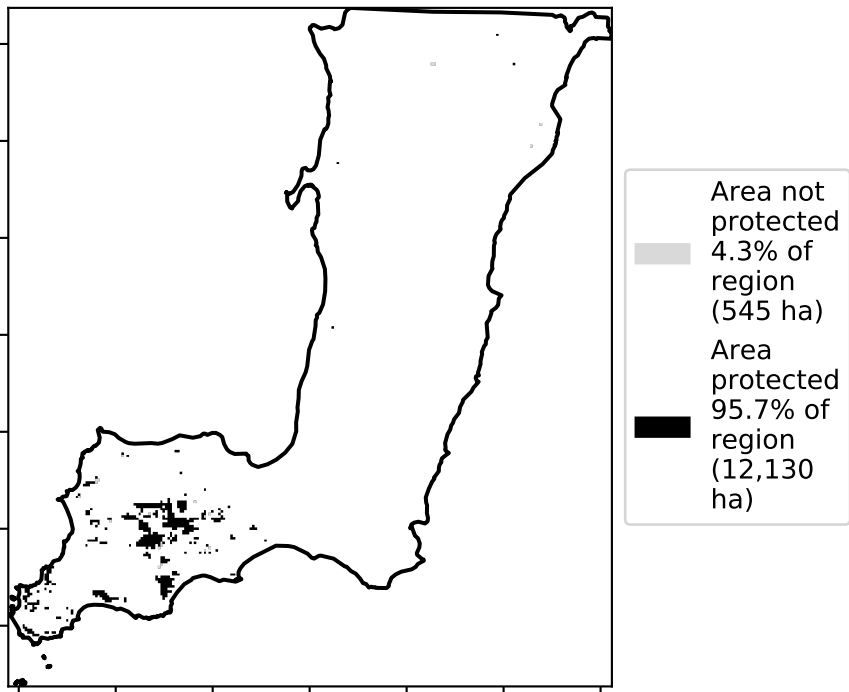 Area not
protected
4.3% of
region
(545 ha)
Area
protected
95.7% of
region
(12,130
ha)